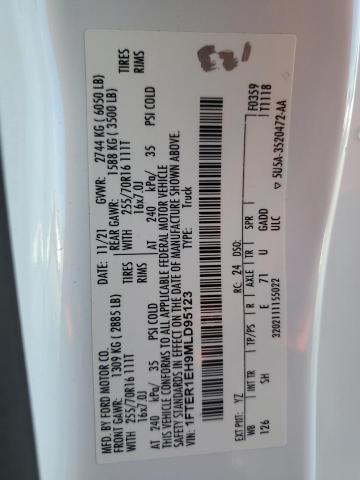 MFD. BY FORD MOTOR CO.
11/21
GVWR: 2744 KG ( 6050 LB)
FRONT GAWR: 1309 KG ( 2885 LB)
REAR GAWR: 1588 KG ( 3500 LB)
WITH 255/70R16 111T TIRES
WITH 255/70R16 111T TIRES
16x7.0J RIMS
16x7.0J RIMS
AT 240 kPa/ 35 PSI COLD
AT 240 kPa/ 35 PSI COLD
THIS VEHICLE CONFORMS TO ALL APPLICABLE FEDERAL MOTOR VEHICLE
SAFETY STANDARDS IN EFFECT ON THE DATE OF MANUFACTURE SHOWN ABOVE.
VIN: 1FTER1EH9MLD95123
Truck
F0359
T1118
EXT PNT: YZ
RC: 24
DSO:
WB
INT TR
TP/PS
R
AXLE
TR
SPR
126
SH
E
71
U
GADD
ULC
3202111155022
▽ 5U5A-3520472-AA